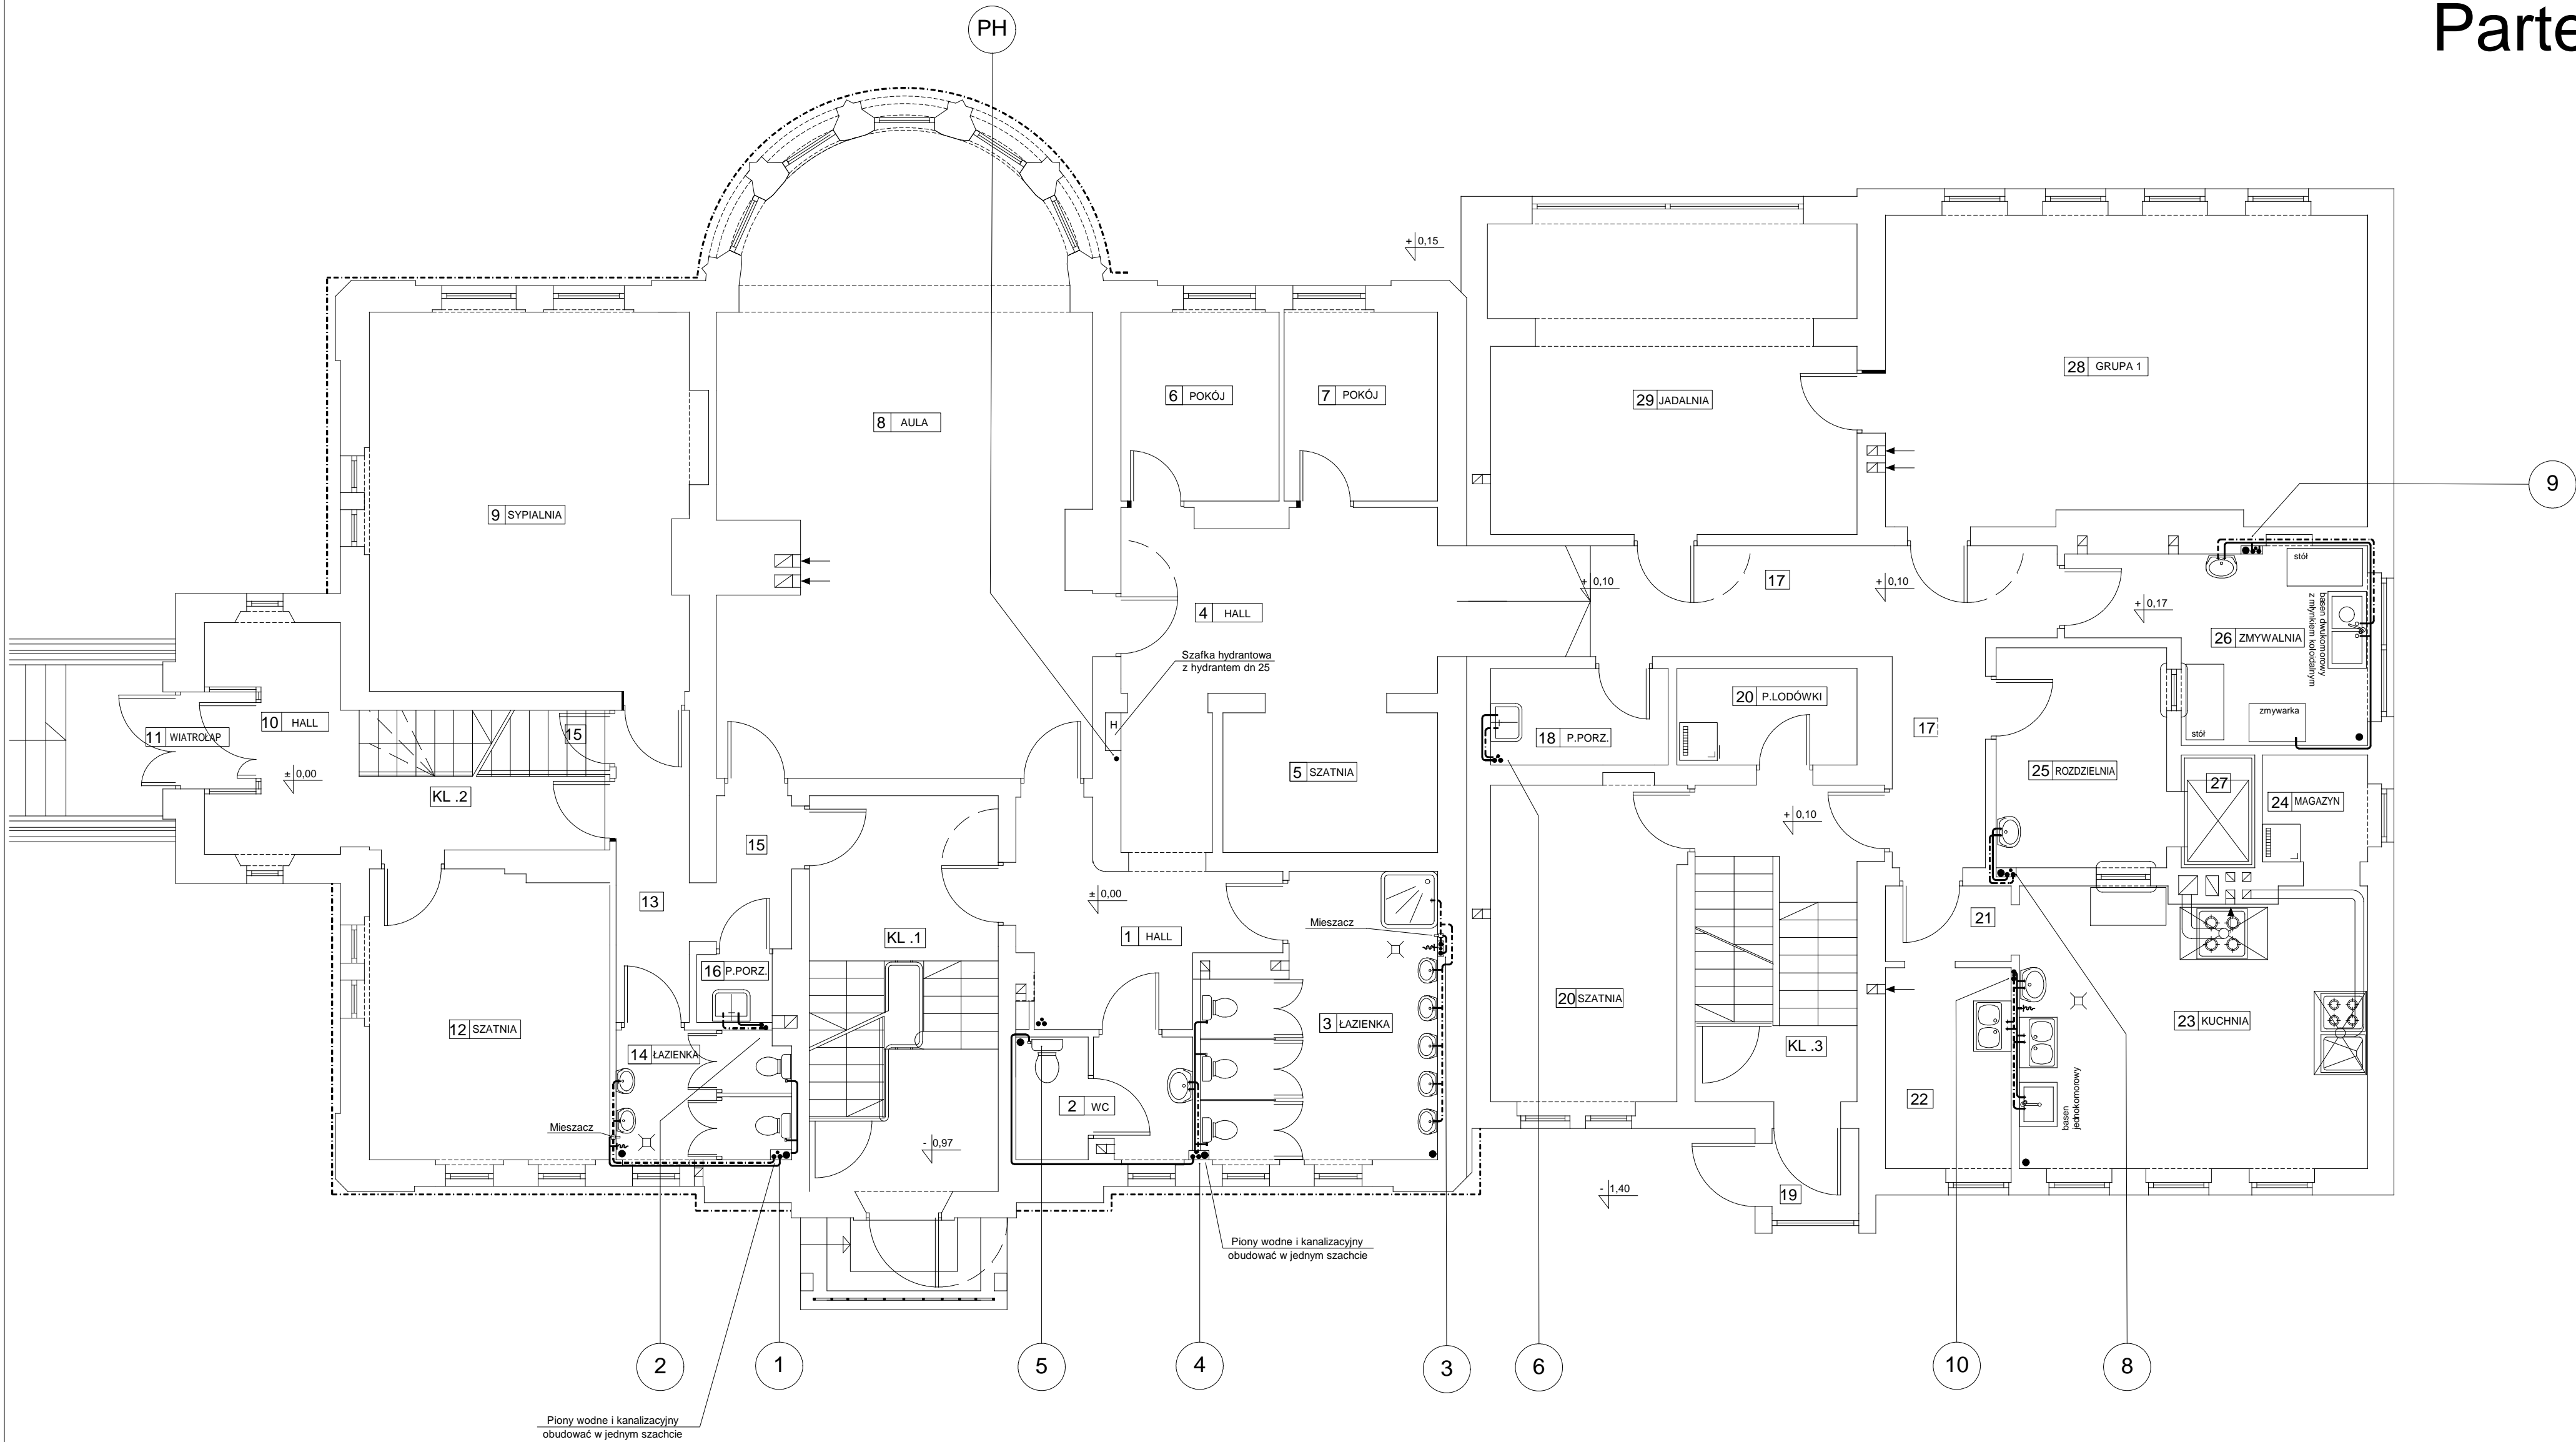 Parte
PH
+ 0,15
28 GRUPA 1
6 POKÓJ
7 POKÓJ
29 JADALNIA
8 AULA
9
9 SYPIALNIA
stół
+ 0,10
17
+ 0,10
+ 0,17
basen dwukomorowy
z młynkiem koloidalnym
4 HALL
26 ZMYWALNIA
Szafka hydrantowa
z hydrantem dn 25
20 P.LODÓWKI
zmywarka
10 HALL
H
17
stół
11 WIATROŁAP
15
18 P.PORZ.
± 0,00
5 SZATNIA
25 ROZDZIELNIA
27
KL .2
24 MAGAZYN
+ 0,10
15
± 0,00
13
21
Mieszacz
KL .1
1 HALL
16 P.PORZ.
20 SZATNIA
12 SZATNIA
3 ŁAZIENKA
23 KUCHNIA
14 ŁAZIENKA
KL .3
2 WC
22
basen
jednokomorowy
Mieszacz
- 0,97
- 1,40
19
Piony wodne i kanalizacyjny
obudować w jednym szachcie
2
1
5
4
3
6
10
8
Piony wodne i kanalizacyjny
obudować w jednym szachcie